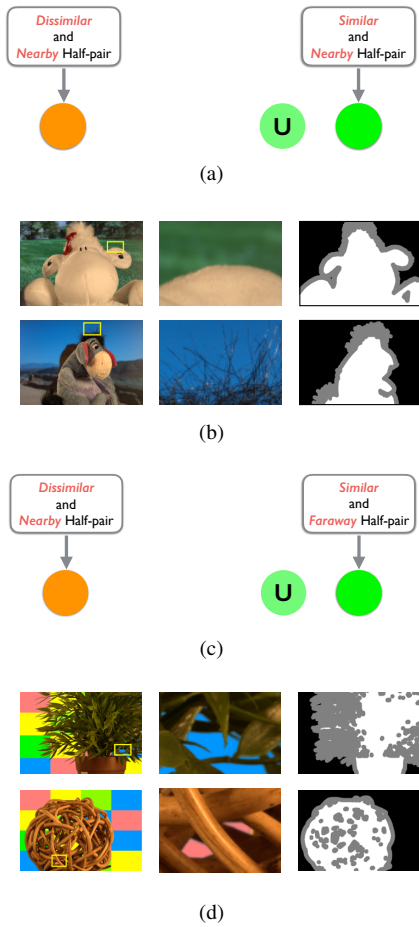 Dissimilar
and
Nearby Half-pair
Similar
and
Nearby Half-pair
U
(a)
(b)
Dissimilar
and
Nearby Half-pair
Similar
and
Faraway Half-pair
U
(c)
(d)